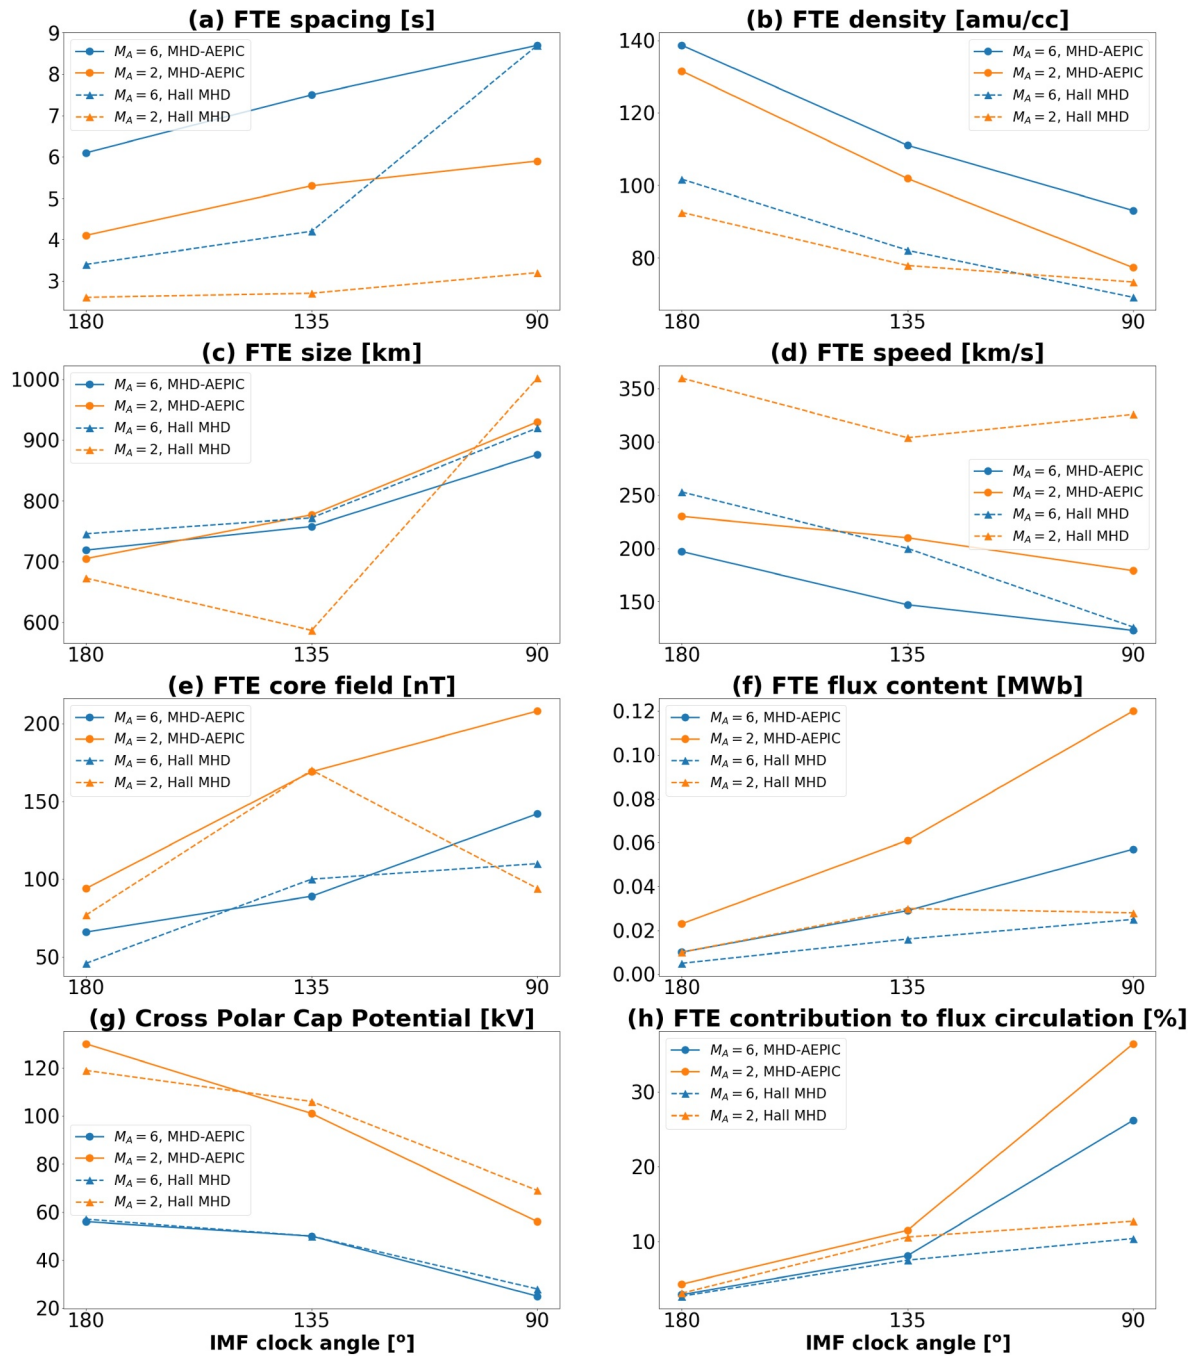 (a) FTE spacing [s]
9
8
7
6
5
4
3
M_A = 6, MHD-AEPIC
M_A = 2, MHD-AEPIC
M_A = 6, Hall MHD
M_A = 2, Hall MHD
180 135 90
(b) FTE density [amu/cc]
140
120
100
80
M_A = 6, MHD-AEPIC
M_A = 2, MHD-AEPIC
M_A = 6, Hall MHD
M_A = 2, Hall MHD
180 135 90
(c) FTE size [km]
1000
900
800
700
600
M_A = 6, MHD-AEPIC
M_A = 2, MHD-AEPIC
M_A = 6, Hall MHD
M_A = 2, Hall MHD
180 135 90
(d) FTE speed [km/s]
350
300
250
200
150
M_A = 6, MHD-AEPIC
M_A = 2, MHD-AEPIC
M_A = 6, Hall MHD
M_A = 2, Hall MHD
180 135 90
(e) FTE core field [nT]
200
150
100
50
M_A = 6, MHD-AEPIC
M_A = 2, MHD-AEPIC
M_A = 6, Hall MHD
M_A = 2, Hall MHD
180 135 90
(f) FTE flux content [MWb]
0.12
0.10
0.08
0.06
0.04
0.02
0.00
M_A = 6, MHD-AEPIC
M_A = 2, MHD-AEPIC
M_A = 6, Hall MHD
M_A = 2, Hall MHD
180 135 90
(g) Cross Polar Cap Potential [kV]
120
100
80
60
40
20
M_A = 6, MHD-AEPIC
M_A = 2, MHD-AEPIC
M_A = 6, Hall MHD
M_A = 2, Hall MHD
180 135 90
IMF clock angle [º]
(h) FTE contribution to flux circulation [%]
30
20
10
M_A = 6, MHD-AEPIC
M_A = 2, MHD-AEPIC
M_A = 6, Hall MHD
M_A = 2, Hall MHD
180 135 90
IMF clock angle [º]